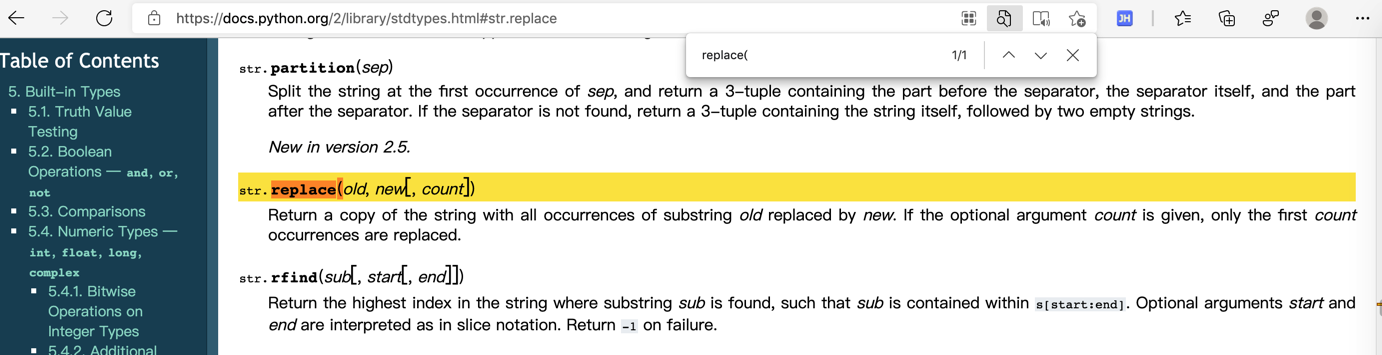 https://docs.python.org/2/library/stdtypes.html#str.replace
JH
replace(
1/1
Table of Contents
5. Built-in Types
5.1. Truth Value
Testing
5.2. Boolean
Operations — and, or,
not
5.3. Comparisons
5.4. Numeric Types —
int, float, long,
complex
5.4.1. Bitwise
Operations on
Integer Types
5.4.2. Additional
str.partition(sep)
Split the string at the first occurrence of sep, and return a 3-tuple containing the part before the separator, the separator itself, and the part
after the separator. If the separator is not found, return a 3-tuple containing the string itself, followed by two empty strings.
New in version 2.5.
str.replace(old, new[, count])
Return a copy of the string with all occurrences of substring old replaced by new. If the optional argument count is given, only the first count
occurrences are replaced.
str.rfind(sub[, start[, end]])
Return the highest index in the string where substring sub is found, such that sub is contained within s[start:end]. Optional arguments start and
end are interpreted as in slice notation. Return -1 on failure.